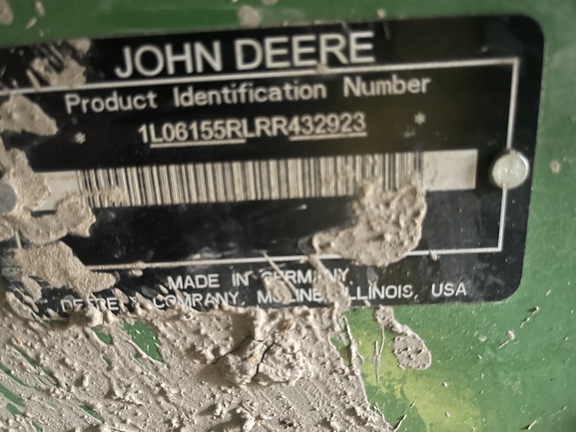 JOHN DEERE
Product Identification Number
* 1L06155RLRR432923 *
MADE IN GERMANY
DEERE & COMPANY, MOLINE ILLINOIS, USA